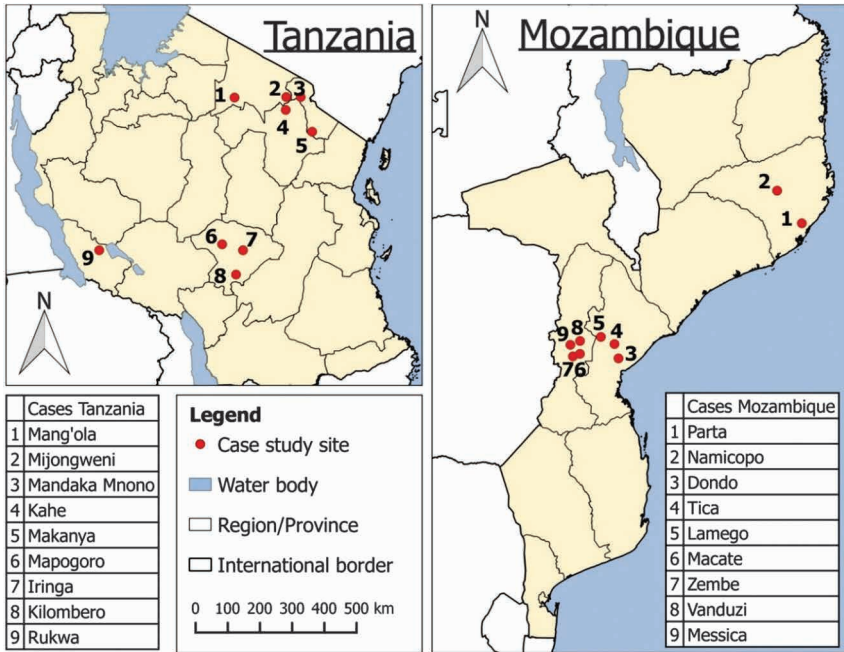 Tanzania
N
1
2
3
4
5
6
7
8
9
Mozambique
N
2
1
9
8
5
4
3
7
6
Cases Tanzania
1 Mang'ola
2 Mijongweni
3 Mandaka Mnono
4 Kahe
5 Makanya
6 Mapogoro
7 Iringa
8 Kilombero
9 Rukwa
Legend
Case study site
Water body
Region/Province
International border
0 100 200 300 400 500 km
Cases Mozambique
1 Parta
2 Namicopo
3 Dondo
4 Tica
5 Lamego
6 Macate
7 Zembe
8 Vanduzi
9 Messica